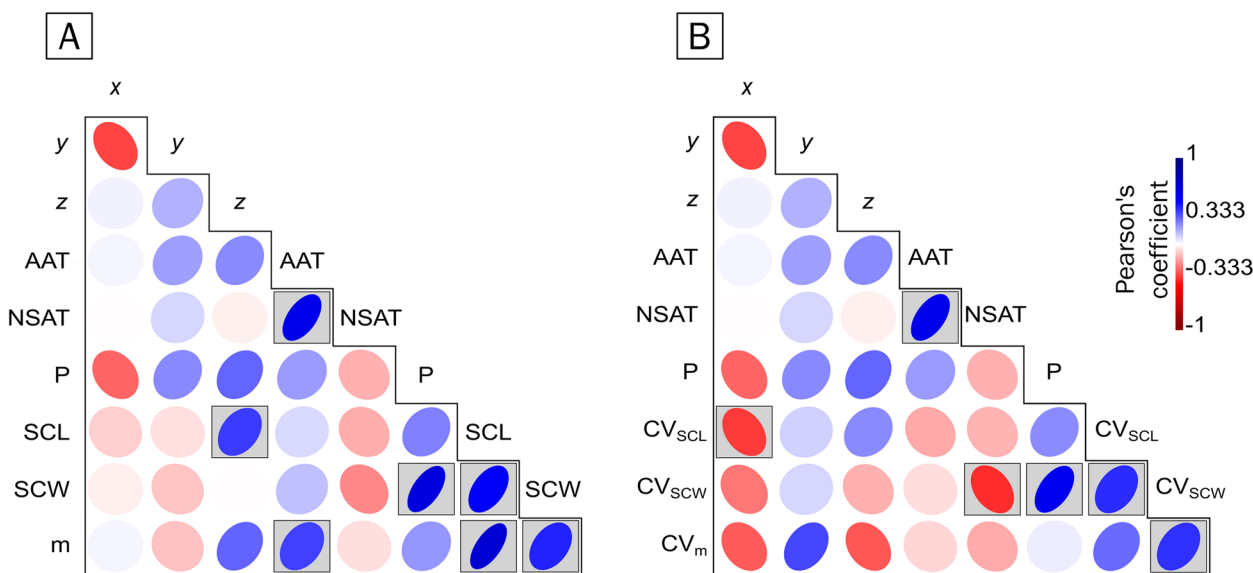 A
x
y y
z z
AAT AAT
NSAT NSAT
P P
SCL SCL
SCW SCW
m
B
x
y y
z z
AAT AAT
NSAT NSAT
P P
CVSCL CVSCL
CVSCW CVSCW
CVm
Pearson's
coefficient
1
0.333
-0.333
-1